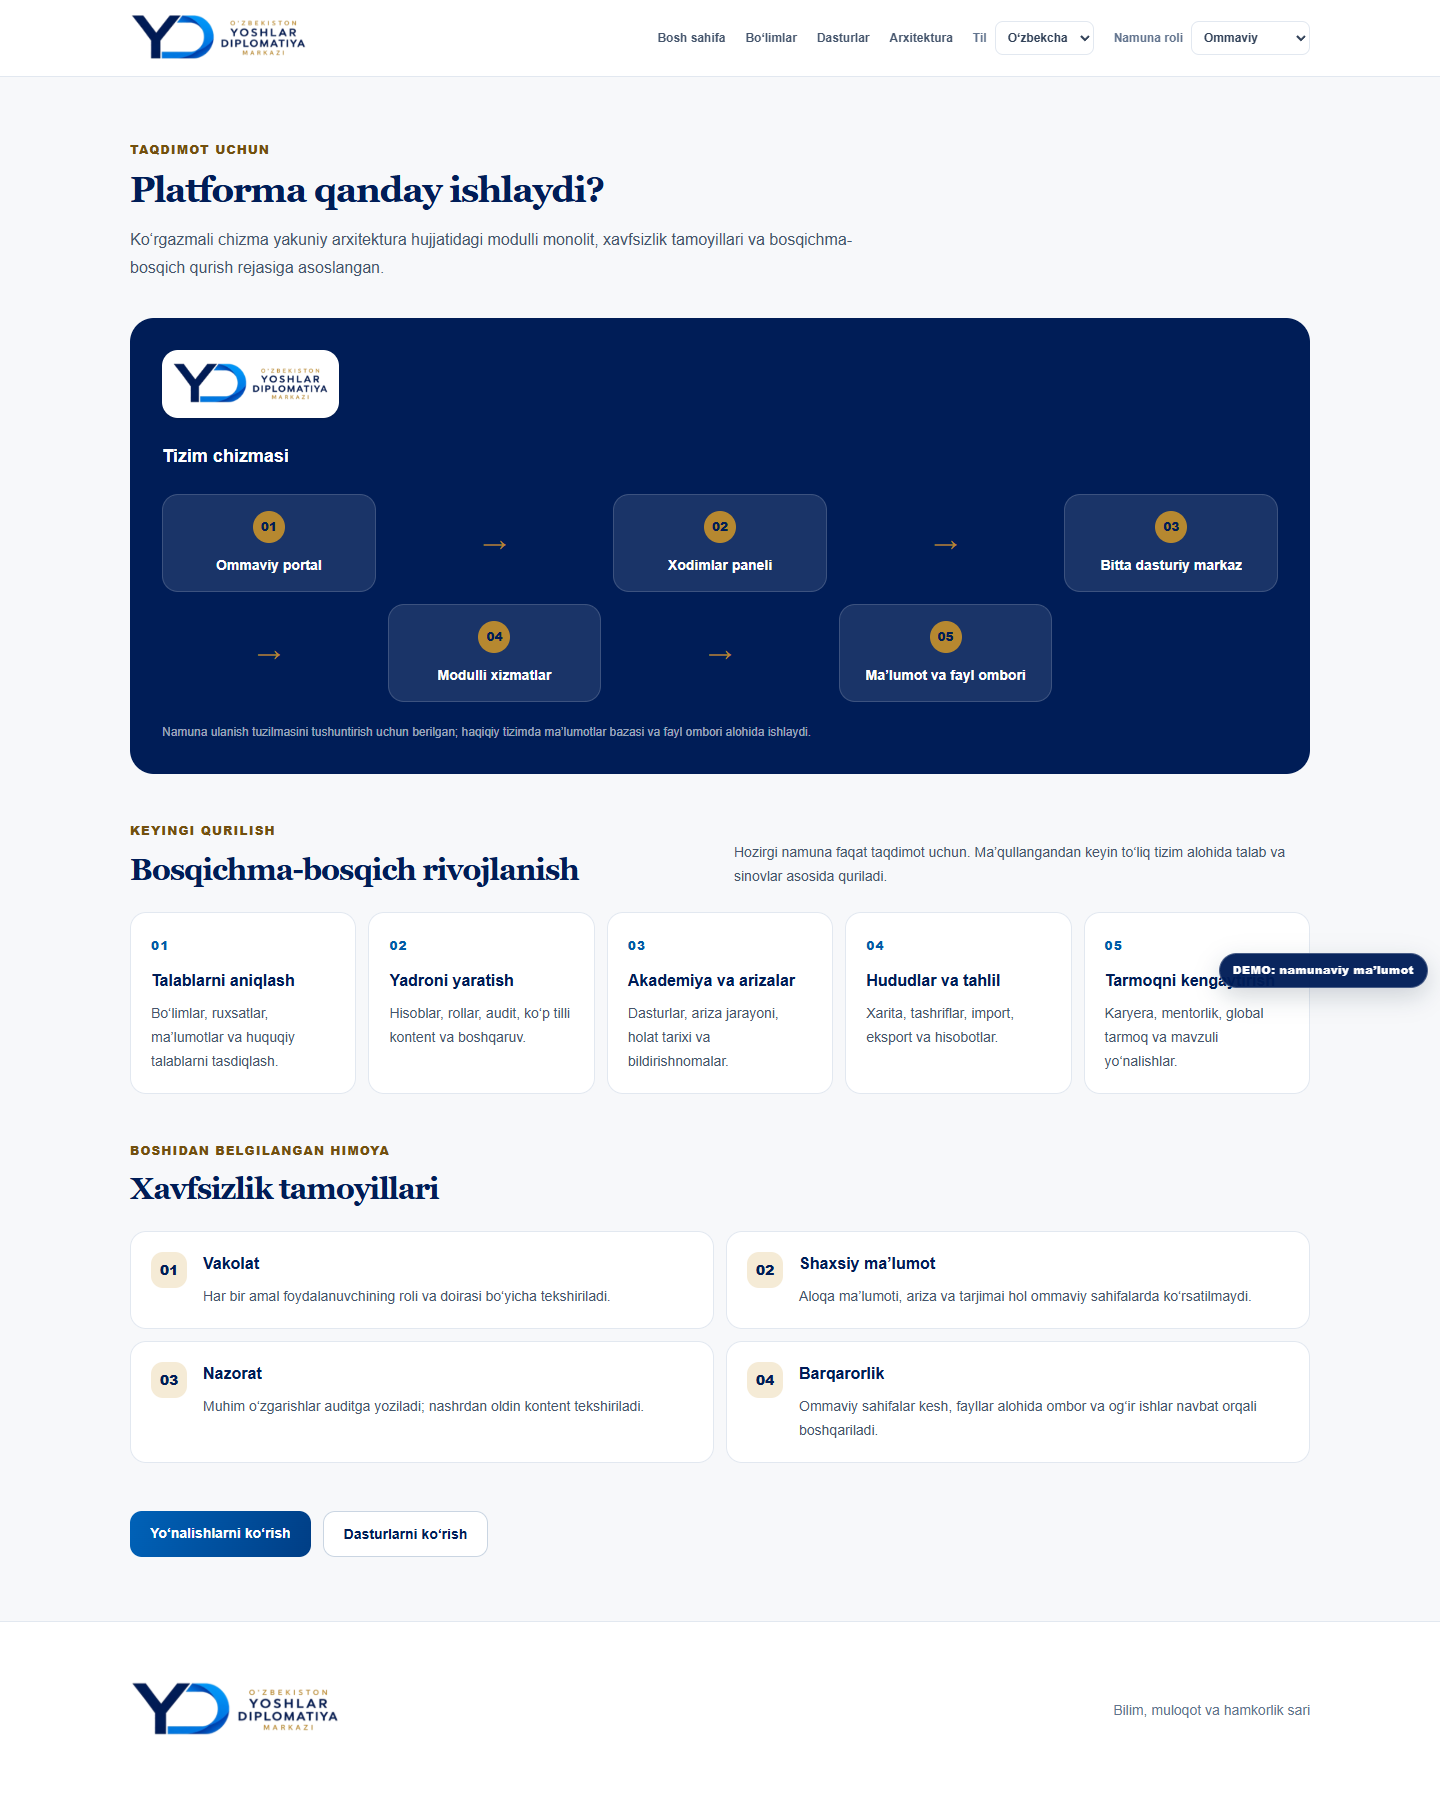 O'ZBEKISTON
YOSHLAR
DIPLOMATIYA
MARKAZI
Bosh sahifa
Bo‘limlar
Dasturlar
Arxitektura
Til
O‘zbekcha
Namuna roli
Ommaviy
TAQDIMOT UCHUN
Platforma qanday ishlaydi?
Ko‘rgazmali chizma yakuniy arxitektura hujjatidagi modulli monolit, xavfsizlik tamoyillari va bosqichma-
bosqich qurish rejasiga asoslangan.
O'ZBEKISTON
YOSHLAR
DIPLOMATIYA
MARKAZI
Tizim chizmasi
01
Ommaviy portal
→
02
Xodimlar paneli
→
03
Bitta dasturiy markaz
→
04
Modulli xizmatlar
→
05
Ma’lumot va fayl ombori
Namuna ulanish tuzilmasini tushuntirish uchun berilgan; haqiqiy tizimda ma’lumotlar bazasi va fayl ombori alohida ishlaydi.
KEYINGI QURILISH
Bosqichma-bosqich rivojlanish
Hozirgi namuna faqat taqdimot uchun. Ma’qullangandan keyin to‘liq tizim alohida talab va
sinovlar asosida quriladi.
01
Talablarni aniqlash
Bo‘limlar, ruxsatlar,
ma’lumotlar va huquqiy
talablarni tasdiqlash.
02
Yadroni yaratish
Hisoblar, rollar, audit, ko‘p tilli
kontent va boshqaruv.
03
Akademiya va arizalar
Dasturlar, ariza jarayoni,
holat tarixi va
bildirishnomalar.
04
Hududlar va tahlil
Xarita, tashriflar, import,
eksport va hisobotlar.
05
Tarmoqni
Karyera, mentorlik, global
tarmoq va mavzuli
yo‘nalishlar.
DEMO: namunaviy ma’lumot
BOSHIDAN BELGILANGAN HIMOYA
Xavfsizlik tamoyillari
01
Vakolat
Har bir amal foydalanuvchining roli va doirasi bo‘yicha tekshiriladi.
02
Shaxsiy ma’lumot
Aloqa ma’lumoti, ariza va tarjimai hol ommaviy sahifalarda ko‘rsatilmaydi.
03
Nazorat
Muhim o‘zgarishlar auditga yoziladi; nashrdan oldin kontent tekshiriladi.
04
Barqarorlik
Ommaviy sahifalar kesh, fayllar alohida ombor va og‘ir ishlar navbat orqali
boshqariladi.
Yo‘nalishlarni ko‘rish
Dasturlarni ko‘rish
O'ZBEKISTON
YOSHLAR
DIPLOMATIYA
MARKAZI
Bilim, muloqot va hamkorlik sari